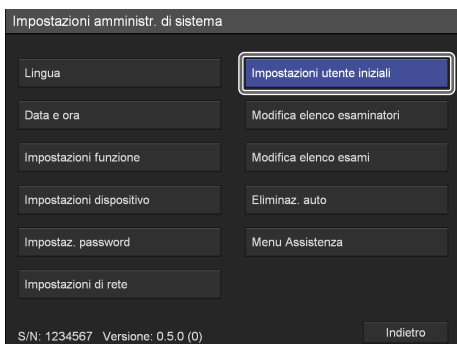 Impostazioni amministr. di sistema
Lingua
Impostazioni utente iniziali
Data e ora
Modifica elenco esaminatori
Impostazioni funzione
Modifica elenco esami
Impostazioni dispositivo
Eliminaz. auto
Impostaz. password
Menu Assistenza
Impostazioni di rete
S/N: 1234567 Versione: 0.5.0 (0)
Indietro